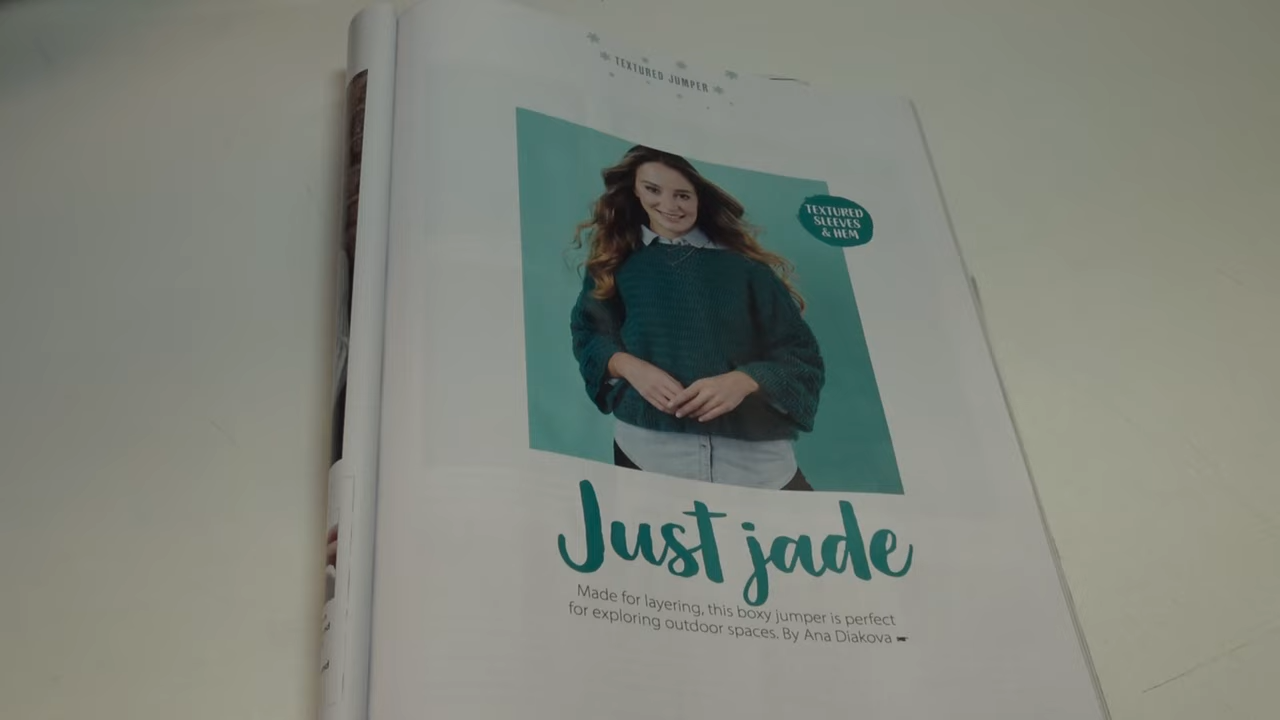 TEXTURED JUMPER
TEXTURED
SLEEVES
& HEM
Just jade
Made for layering, this boxy jumper is perfect
for exploring outdoor spaces. By Ana Diakova